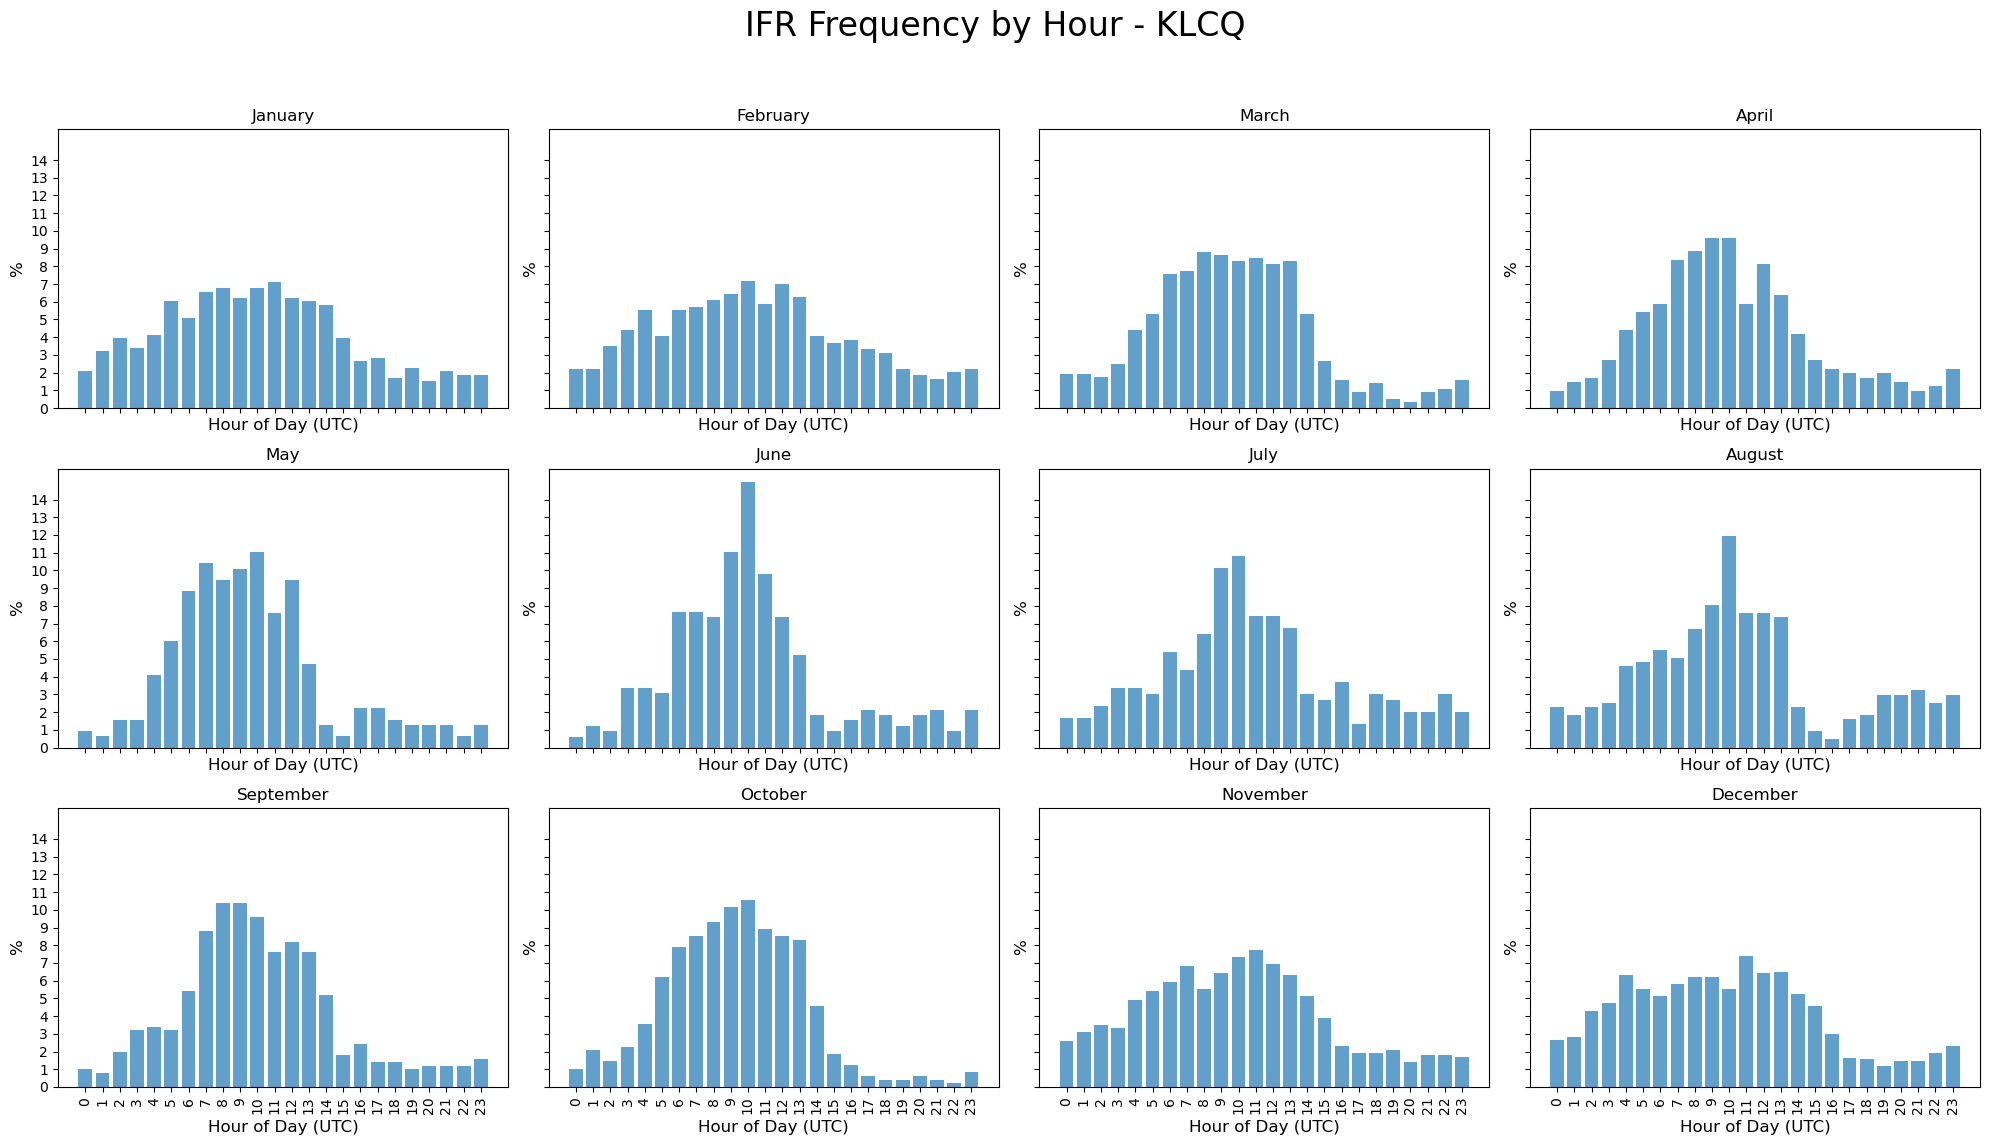 IFR Frequency by Hour - KLCQ
January
February
March
April
14
13
12
11
10
9
8
7
6
5
4
3
2
1
0
%
%
%
%
Hour of Day (UTC)
Hour of Day (UTC)
Hour of Day (UTC)
Hour of Day (UTC)
May
June
July
August
14
13
12
11
10
9
8
7
6
5
4
3
2
1
0
%
%
%
%
Hour of Day (UTC)
Hour of Day (UTC)
Hour of Day (UTC)
Hour of Day (UTC)
September
October
November
December
14
13
12
11
10
9
8
7
6
5
4
3
2
1
0
%
%
%
%
0 1 2 3 4 5 6 7 8 9 10 11 12 13 14 15 16 17 18 19 20 21 22 23
0 1 2 3 4 5 6 7 8 9 10 11 12 13 14 15 16 17 18 19 20 21 22 23
0 1 2 3 4 5 6 7 8 9 10 11 12 13 14 15 16 17 18 19 20 21 22 23
0 1 2 3 4 5 6 7 8 9 10 11 12 13 14 15 16 17 18 19 20 21 22 23
Hour of Day (UTC)
Hour of Day (UTC)
Hour of Day (UTC)
Hour of Day (UTC)